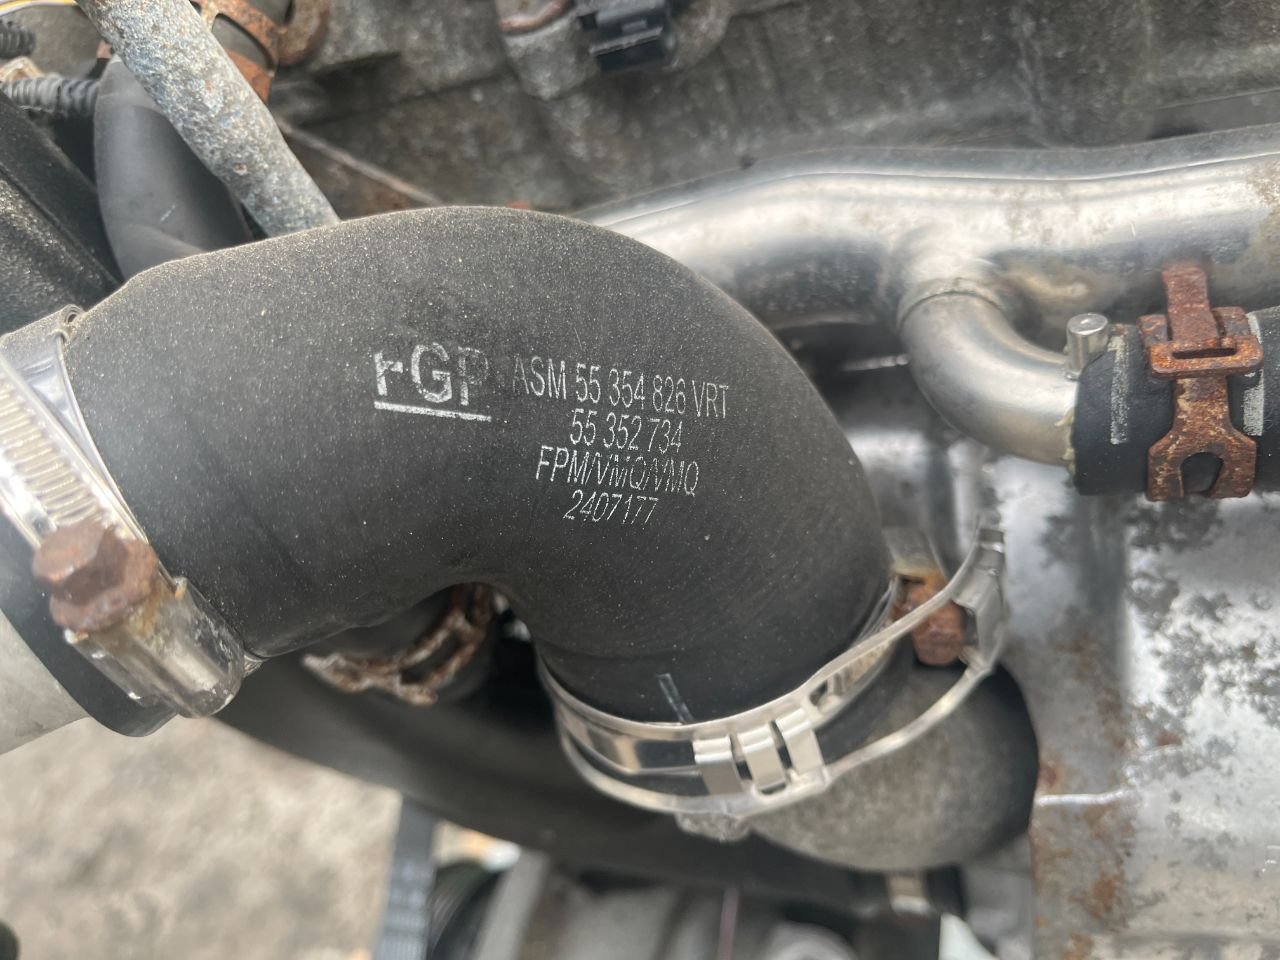 FGP ASM 55 354 826 VRT
55 352 734
FPM/VMQ/VMQ
2407177